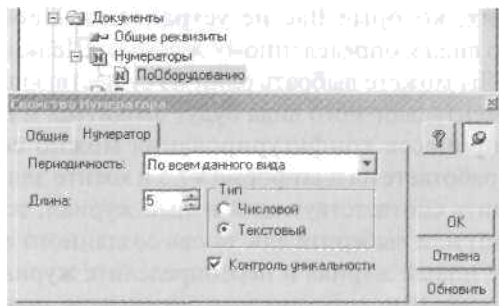 Документы
Общие реквизиты
Нумераторы
ПоОборудованию
Свойства Нумератора
Общие Нумератор
Периодичность: По всем данного вида
Длина: 5 Тип
Числовой
Текстовый
OK
Контроль уникальности
Отмена
Обновить